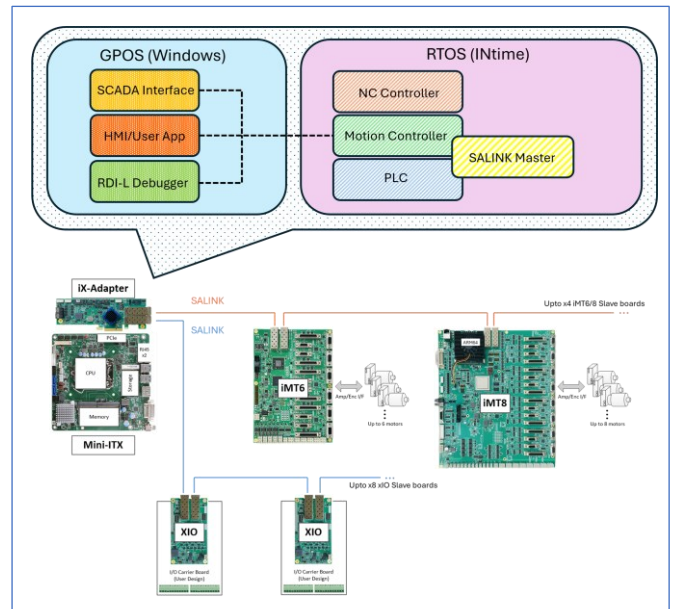 GPOS (Windows)
SCADA Interface
HMI/User App
RDI-L Debugger
RTOS (INtime)
NC Controller
Motion Controller
SALINK Master
PLC
iX-Adapter
SALINK
SALINK
Upto x4 iMT6/8 Slave boards
...
PCIe
CPU
RJ45
x2
Storage
Memory
Mini-ITX
iMT6
Amp/Enc I/F
Up to 6 motors
iMT8
Amp/Enc I/F
Up to 8 motors
...
Upto x8 xIO Slave boards
XIO
I/O Carrier Board
(User Design)
XIO
I/O Carrier Board
(User Design)